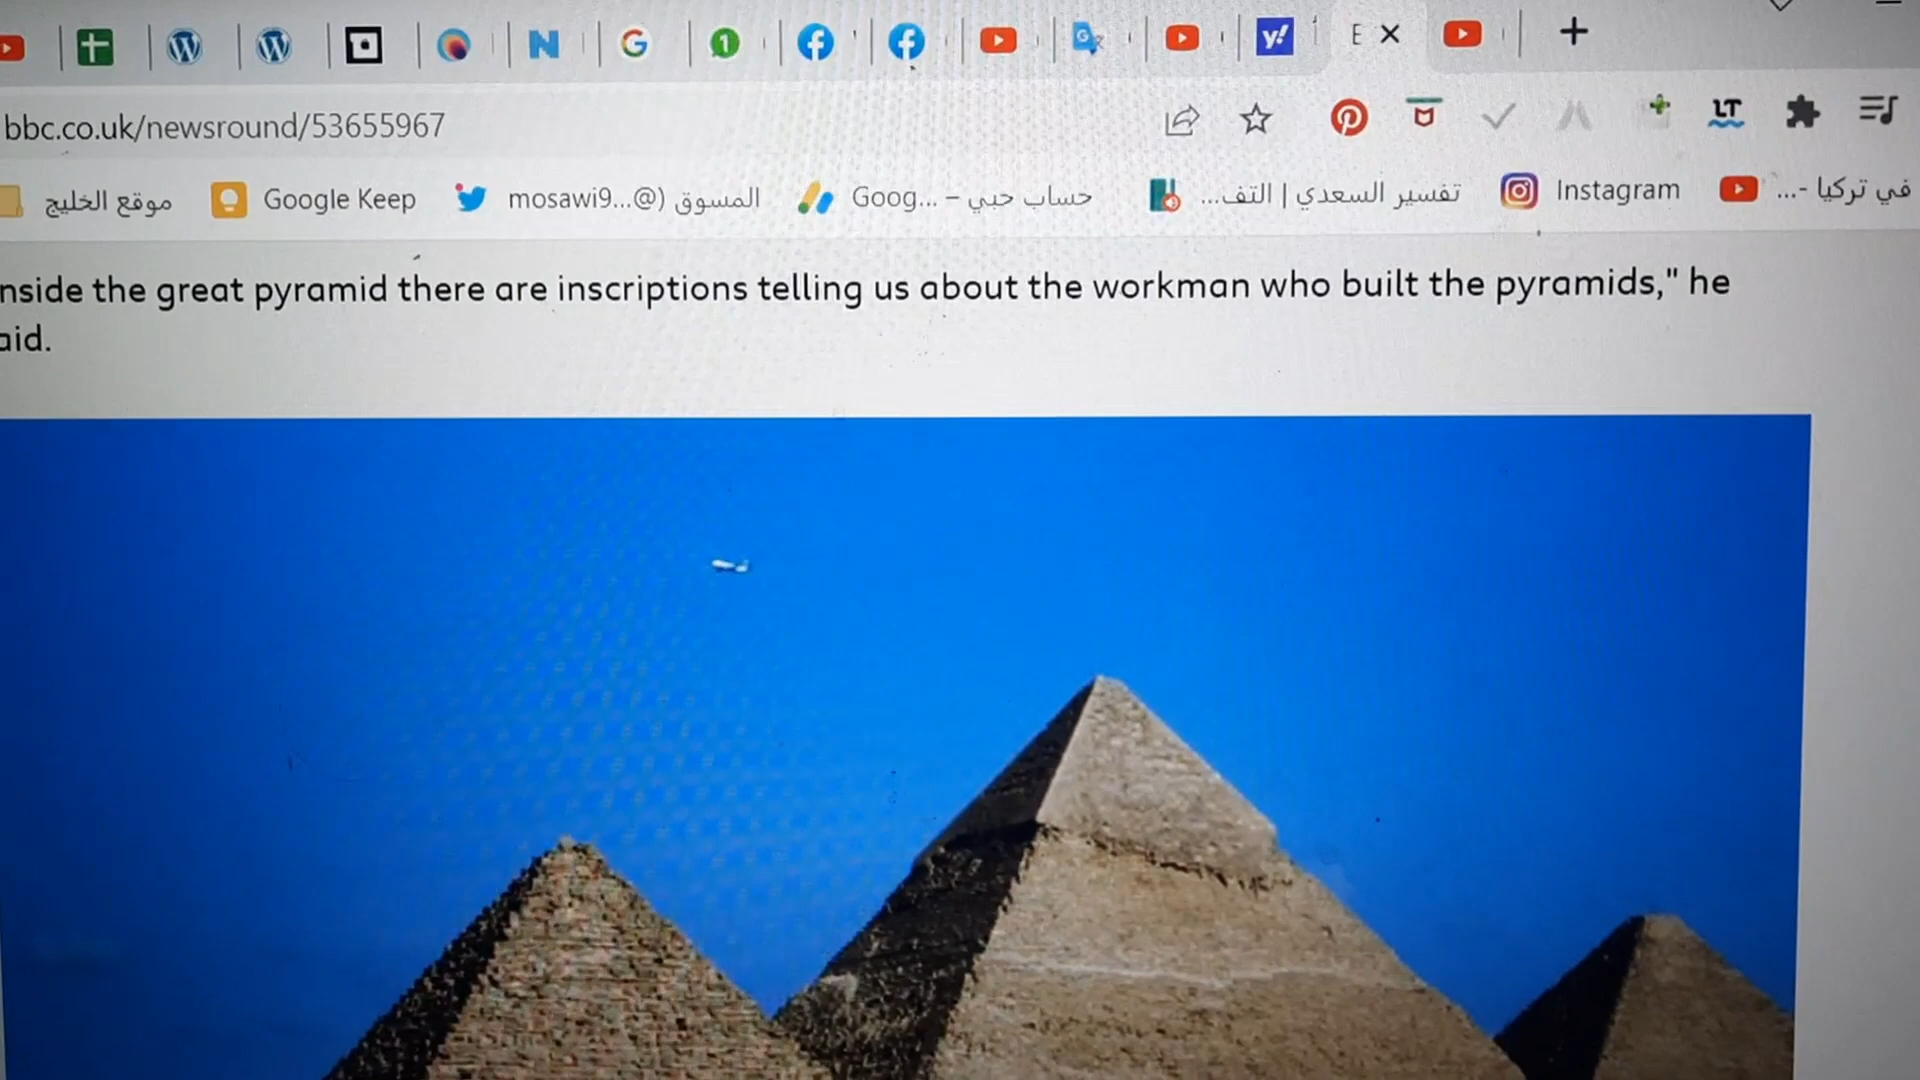 E
bbc.co.uk/newsround/53655967
موقع الخليج
Google Keep
المسوق (@mosawi9...
حساب حبي – Goog...
تفسير السعدي | التف...
Instagram
في تركيا -...
nside the great pyramid there are inscriptions telling us about the workman who built the pyramids," he
aid.